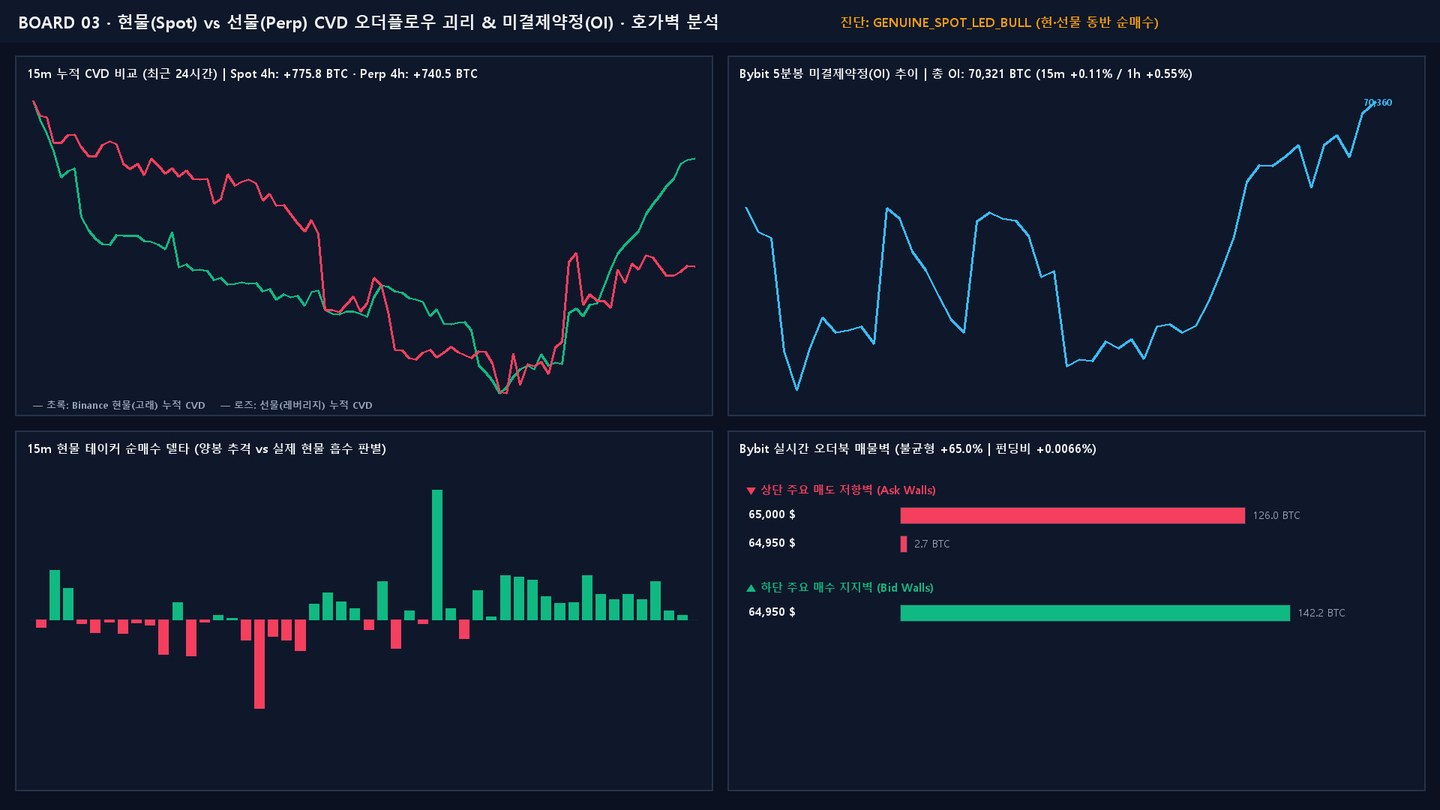 BOARD 03 · 현물(Spot) vs 선물(Perp) CVD 오더플로우 괴리 & 미결제약정(OI) · 호가벽 분석
진단: GENUINE_SPOT_LED_BULL (현·선물 동반 순매수)
15m 누적 CVD 비교 (최근 24시간) | Spot 4h: +775.8 BTC · Perp 4h: +740.5 BTC
— 초록: Binance 현물(고래) 누적 CVD — 로즈: 선물(레버리지) 누적 CVD
Bybit 5분봉 미결제약정(OI) 추이 | 총 OI: 70,321 BTC (15m +0.11% / 1h +0.55%)
70,360
15m 현물 테이커 순매수 델타 (양봉 추격 vs 실제 현물 흡수 판별)
Bybit 실시간 오더북 매물벽 (불균형 +65.0% | 펀딩비 +0.0066%)
▼ 상단 주요 매도 저항벽 (Ask Walls)
65,000 $ 126.0 BTC
64,950 $ 2.7 BTC
▲ 하단 주요 매수 지지벽 (Bid Walls)
64,950 $ 142.2 BTC